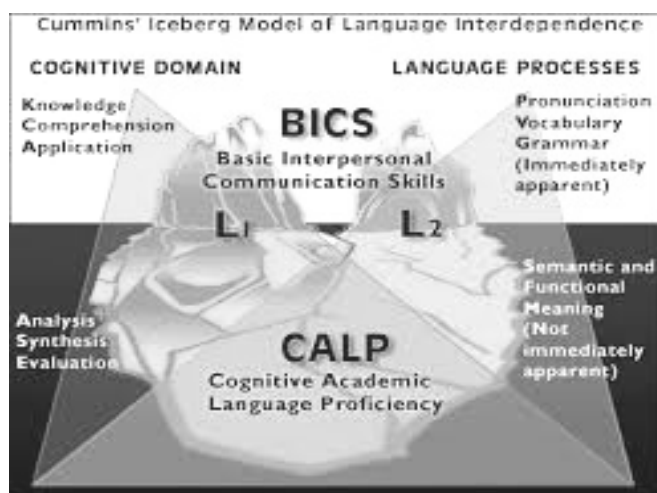 Cummins' Iceberg Model of Language Interdependence
COGNITIVE DOMAIN
Knowledge
Comprehension
Application
LANGUAGE PROCESSES
Pronunciation
Vocabulary
Grammar
(Immediately
apparent)
BICS
Basic Interpersonal
Communication Skills
L1
L2
Analysis
Synthesis
Evaluation
Semantic and
Functional
Meaning
(Not
immediately
apparent)
CALP
Cognitive Academic
Language Proficiency